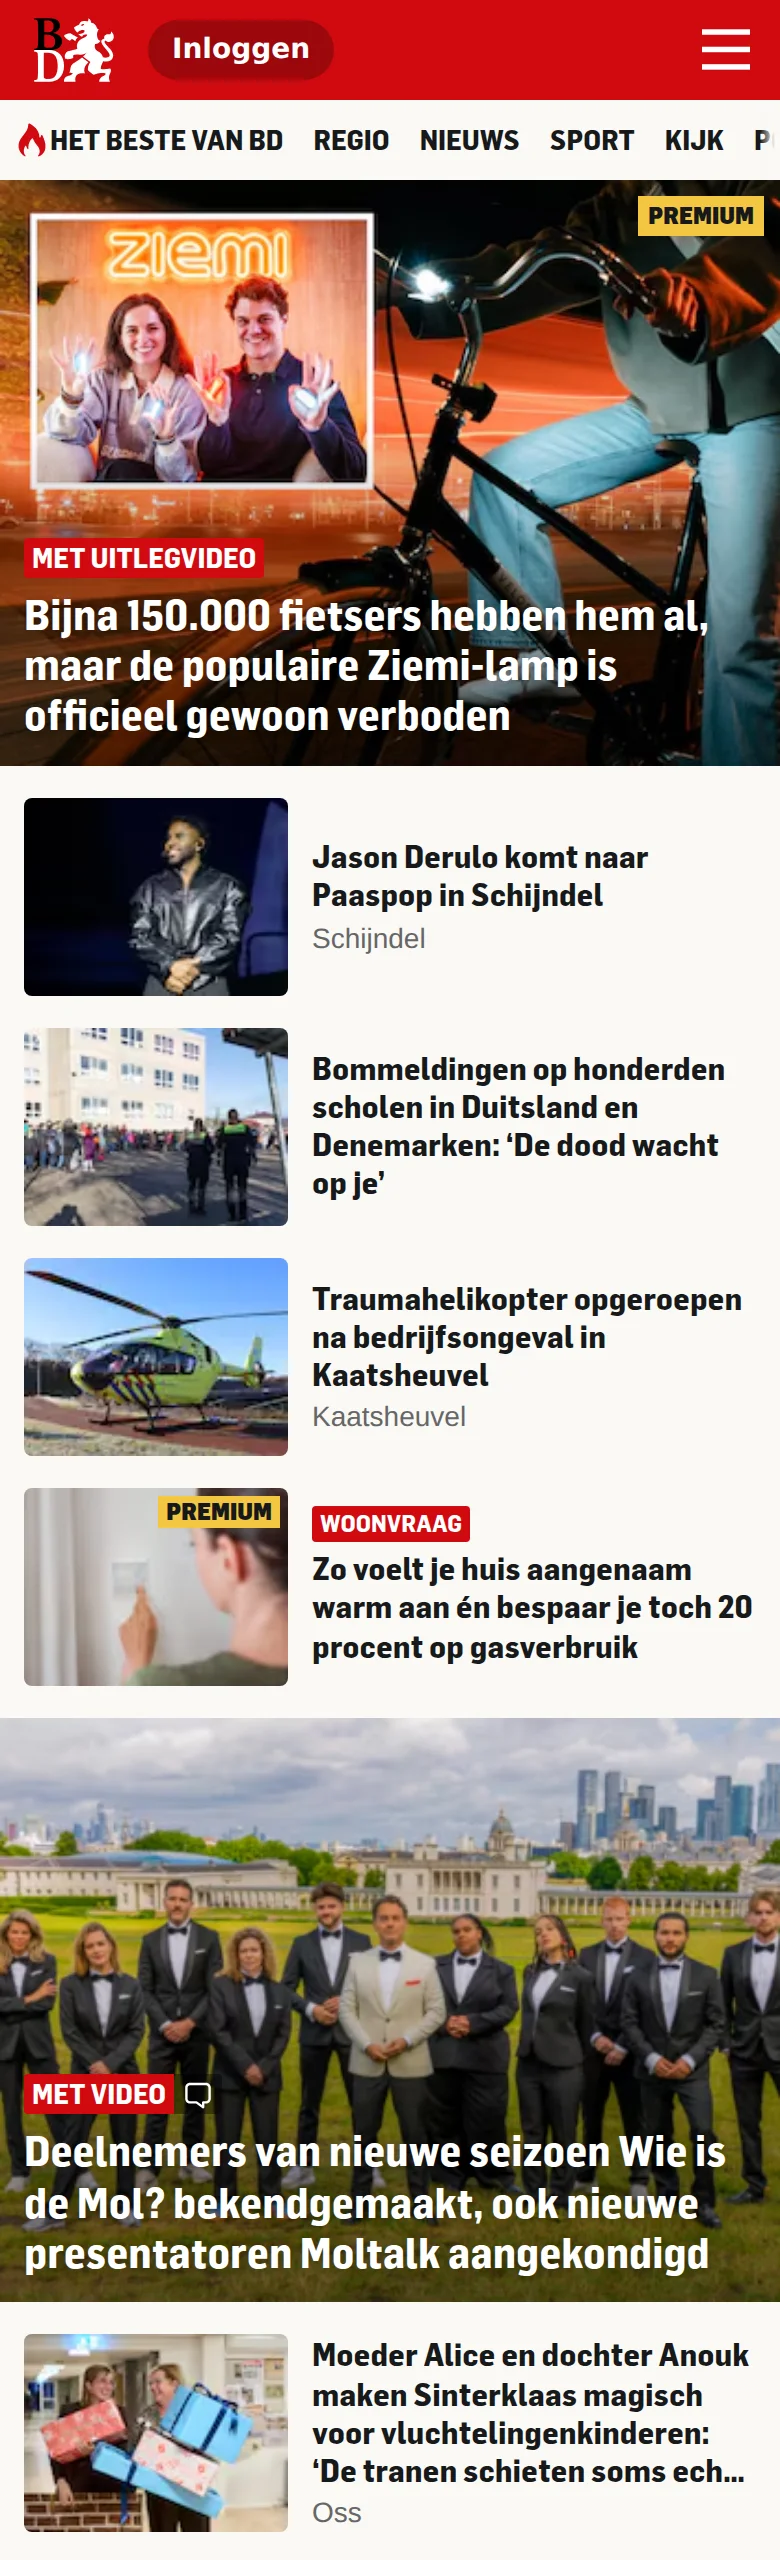 BD
Inloggen
HET BESTE VAN BD REGIO NIEUWS SPORT KIJK
PREMIUM
ziemi
MET UITLEGVIDEO
Bijna 150.000 fietsers hebben hem al,
maar de populaire Ziemi-lamp is
officieel gewoon verboden
Jason Derulo komt naar
Paaspop in Schijndel
Schijndel
Bommeldingen op honderden
scholen in Duitsland en
Denemarken: ‘De dood wacht
op je’
Traumahelikopter opgeroepen
na bedrijfsongeval in
Kaatsheuvel
Kaatsheuvel
PREMIUM
WOONVRAAG
Zo voelt je huis aangenaam
warm aan én bespaar je toch 20
procent op gasverbruik
MET VIDEO
Deelnemers van nieuwe seizoen Wie is
de Mol? bekendgemaakt, ook nieuwe
presentatoren Moltalk aangekondigd
Moeder Alice en dochter Anouk
maken Sinterklaas magisch
voor vluchtelingenkinderen:
‘De tranen schieten soms ech...
Oss